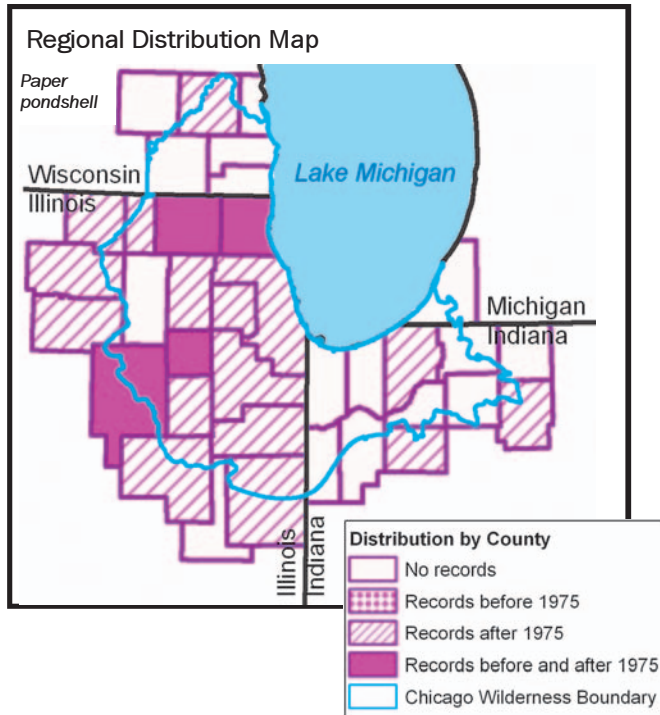 Regional Distribution Map
Paper
pondshell
Wisconsin
Illinois
Lake Michigan
Michigan
Indiana
Illinois
Indiana
Distribution by County
No records
Records before 1975
Records after 1975
Records before and after 1975
Chicago Wilderness Boundary